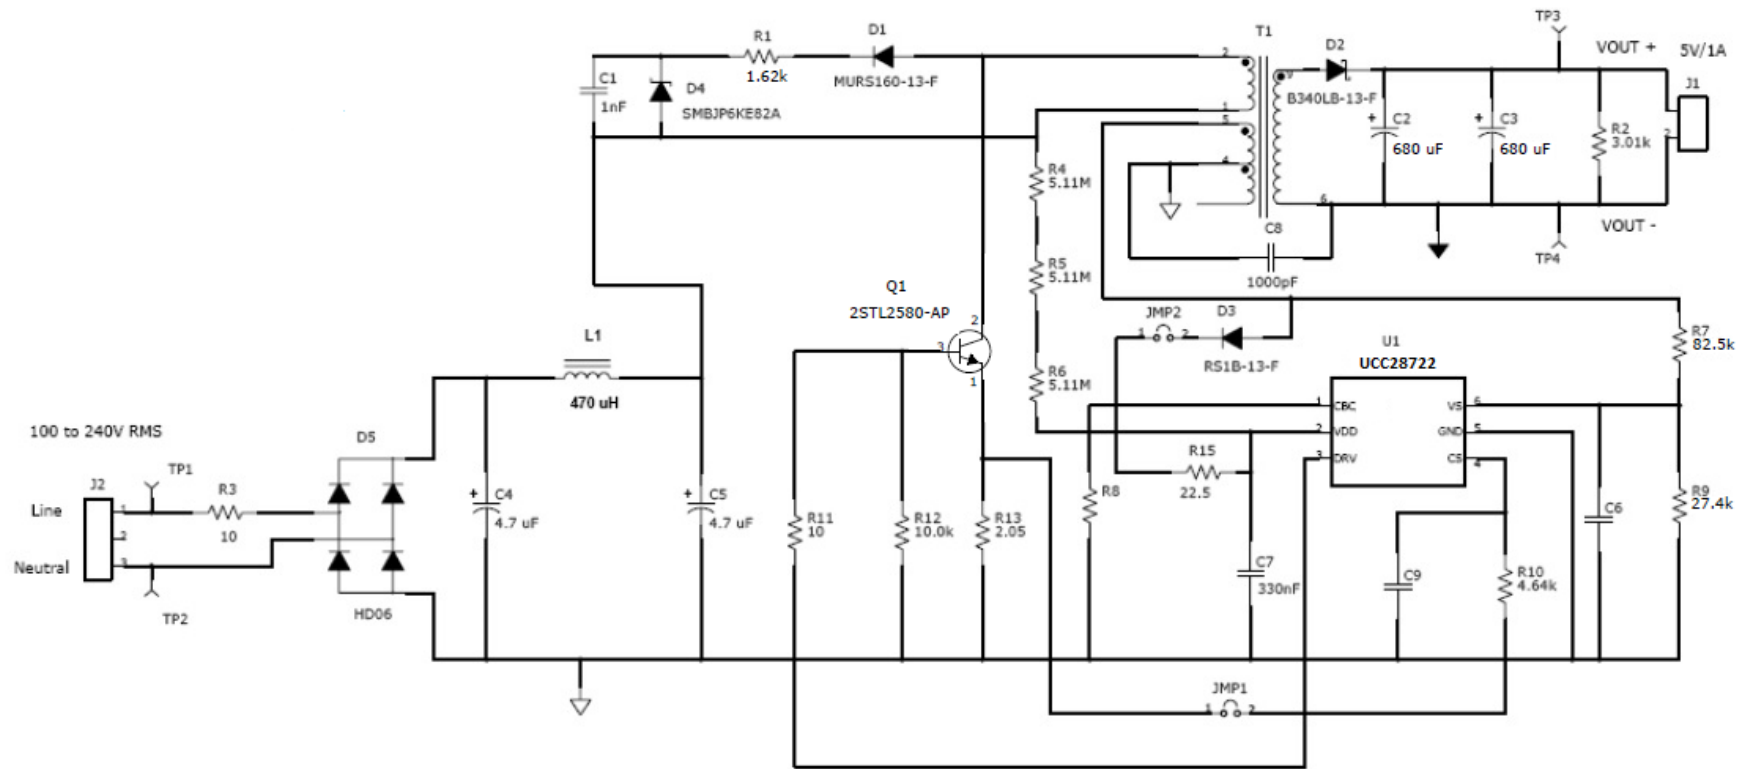 TP3
T1
R1
1.62k
D1
MURS160-13-F
D2
B340LB-13-F
VOUT +
5V/1A
J1
2
C1
1nF
D4
SMBJP6KE82A
2
1
5
4
9
6
+
C2
680 uF
+
C3
680 uF
R2
3.01k
R4
5.11M
VOUT -
TP4
C8
1000pF
R5
5.11M
Q1
2STL2580-AP
2
3
1
JMP2
1
2
D3
RS1B-13-F
R7
82.5k
L1
470 uH
R6
5.11M
U1
UCC28722
1
CBC
2
VDD
3
DRV
VS
6
GND
5
CS
4
100 to 240V RMS
D5
HD06
J2
Line
Neutral
1
2
3
TP1
TP2
R3
10
+
C4
4.7 uF
+
C5
4.7 uF
R11
10
R12
10.0k
R13
2.05
R8
R15
22.5
C7
330nF
C9
R10
4.64k
C6
R9
27.4k
JMP1
1
2